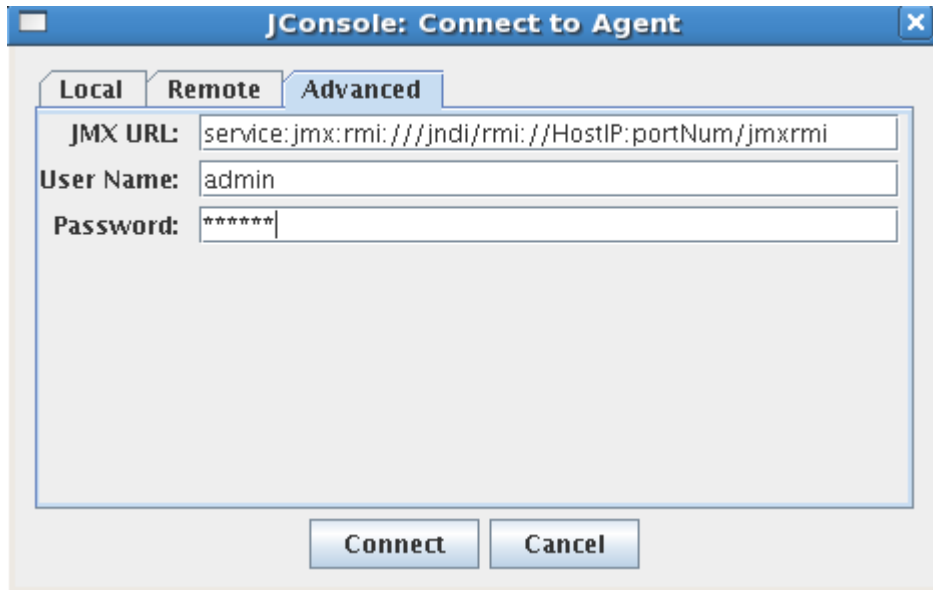 JConsole: Connect to Agent
Local Remote Advanced
JMX URL: service:jmx:rmi:///jndi/rmi://HostIP:portNum/jmxrmi
User Name: admin
Password: ******
Connect Cancel